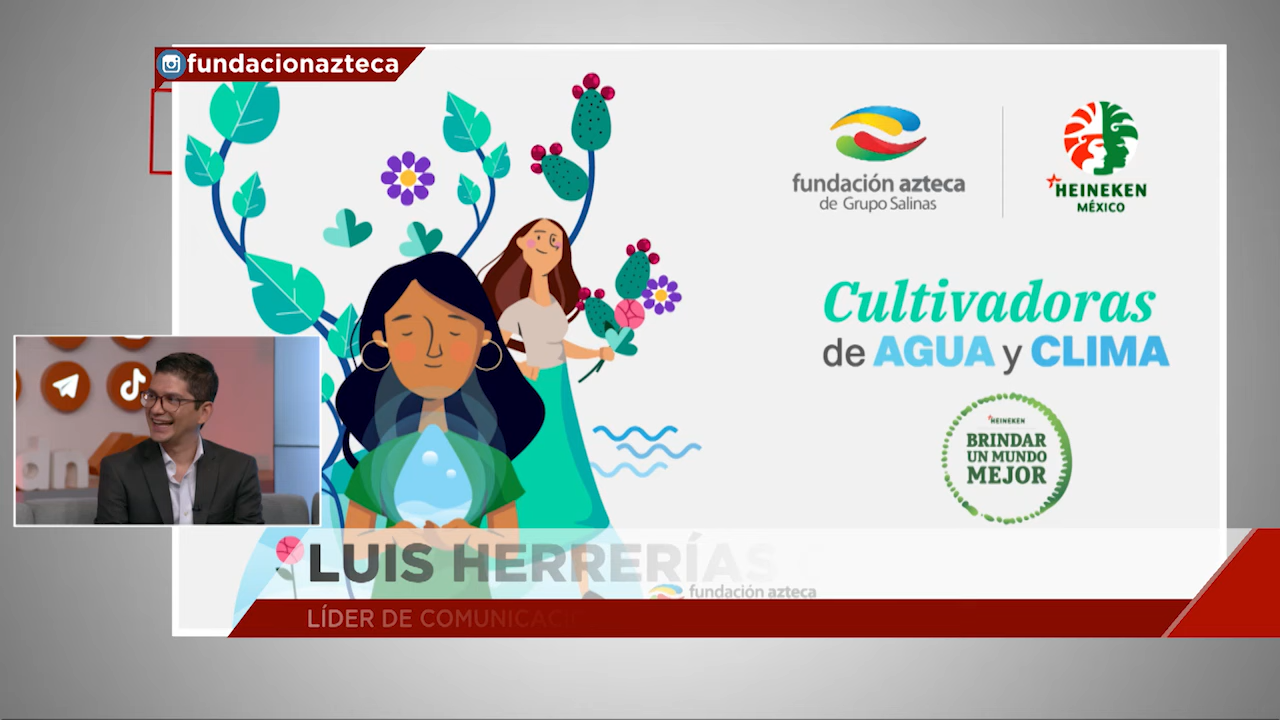 fundacionazteca
fundación azteca
de Grupo Salinas
HEINEKEN
MÉXICO
Cultivadoras
de AGUA y CLIMA
HEINEKEN
BRINDAR
UN MUNDO
MEJOR
dn
LUIS HERRERÍAS
fundación azteca
LÍDER DE COMUNICACI